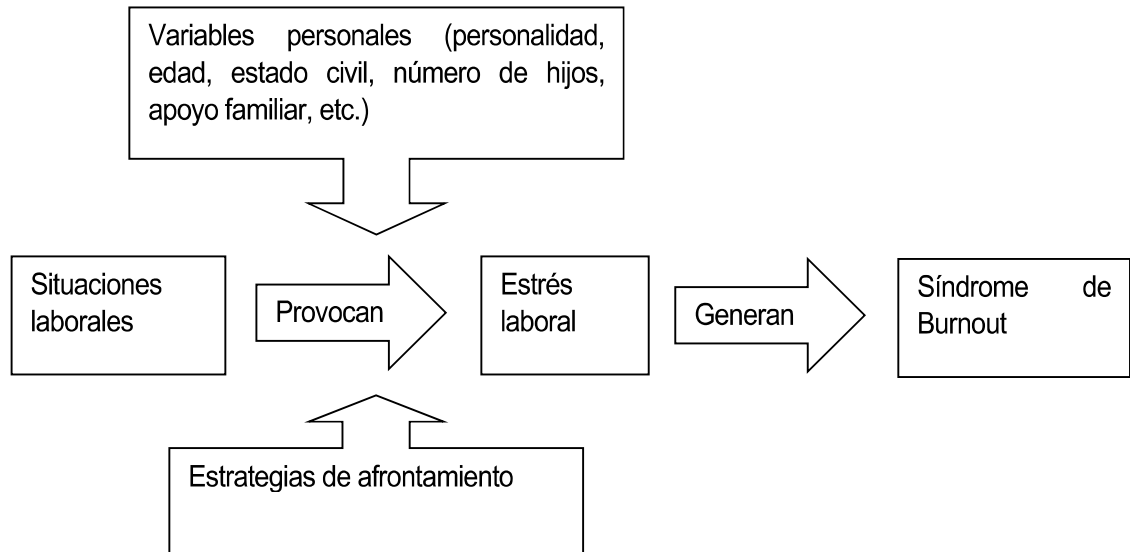 Variables personales (personalidad,
edad, estado civil, número de hijos,
apoyo familiar, etc.)
Situaciones
laborales
Provocan
Estrés
laboral
Generan
Síndrome de
Burnout
Estrategias de afrontamiento